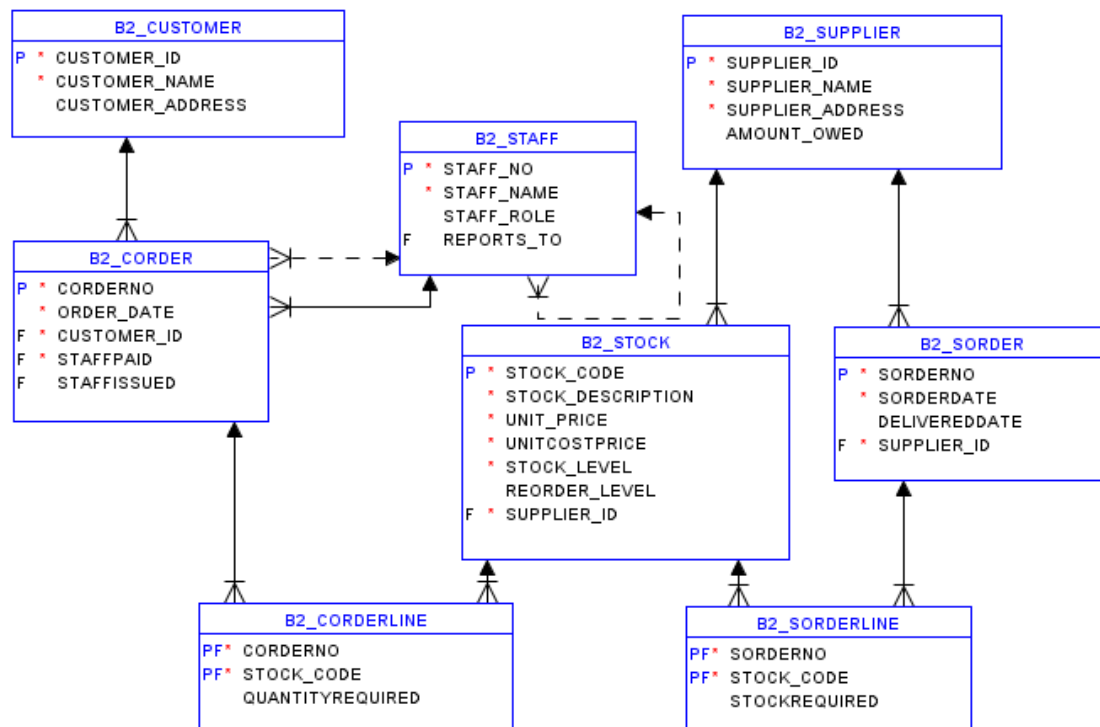 B2_CUSTOMER
P * CUSTOMER_ID
* CUSTOMER_NAME
CUSTOMER_ADDRESS
B2_SUPPLIER
P * SUPPLIER_ID
* SUPPLIER_NAME
* SUPPLIER_ADDRESS
AMOUNT_OWED
B2_STAFF
P * STAFF_NO
* STAFF_NAME
STAFF_ROLE
F REPORTS_TO
B2_CORDER
P * CORDERNO
* ORDER_DATE
F * CUSTOMER_ID
F * STAFFPAID
F STAFFISSUED
B2_STOCK
P * STOCK_CODE
* STOCK_DESCRIPTION
* UNIT_PRICE
* UNITCOSTPRICE
* STOCK_LEVEL
REORDER_LEVEL
F * SUPPLIER_ID
B2_SORDER
P * SORDERNO
* SORDERDATE
DELIVEREDDATE
F * SUPPLIER_ID
B2_CORDERLINE
PF* CORDERNO
PF* STOCK_CODE
QUANTITYREQUIRED
B2_SORDERLINE
PF* SORDERNO
PF* STOCK_CODE
STOCKREQUIRED